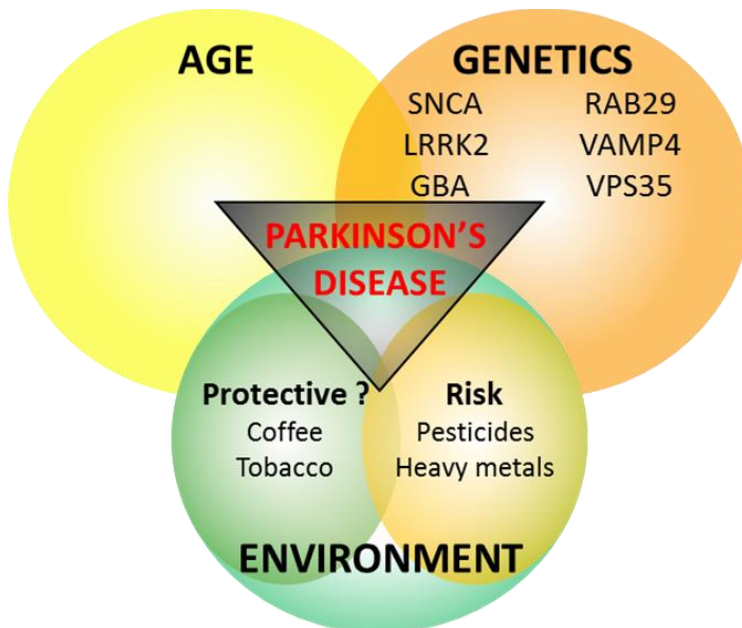 AGE
GENETICS
SNCA RAB29
LRRK2 VAMP4
GBA VPS35
PARKINSON'S
DISEASE
Protective ?
Coffee
Tobacco
Risk
Pesticides
Heavy metals
ENVIRONMENT